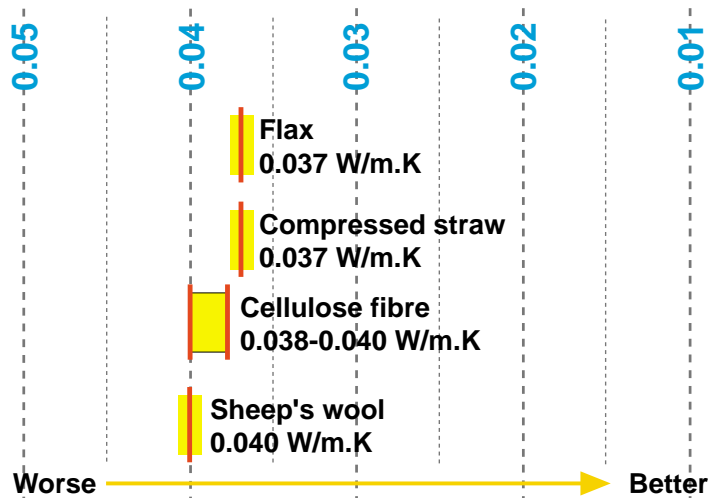 0.05
0.04
0.03
0.02
0.01
Flax
0.037 W/m.K
Compressed straw
0.037 W/m.K
Cellulose fibre
0.038-0.040 W/m.K
Sheep's wool
0.040 W/m.K
Worse
Better